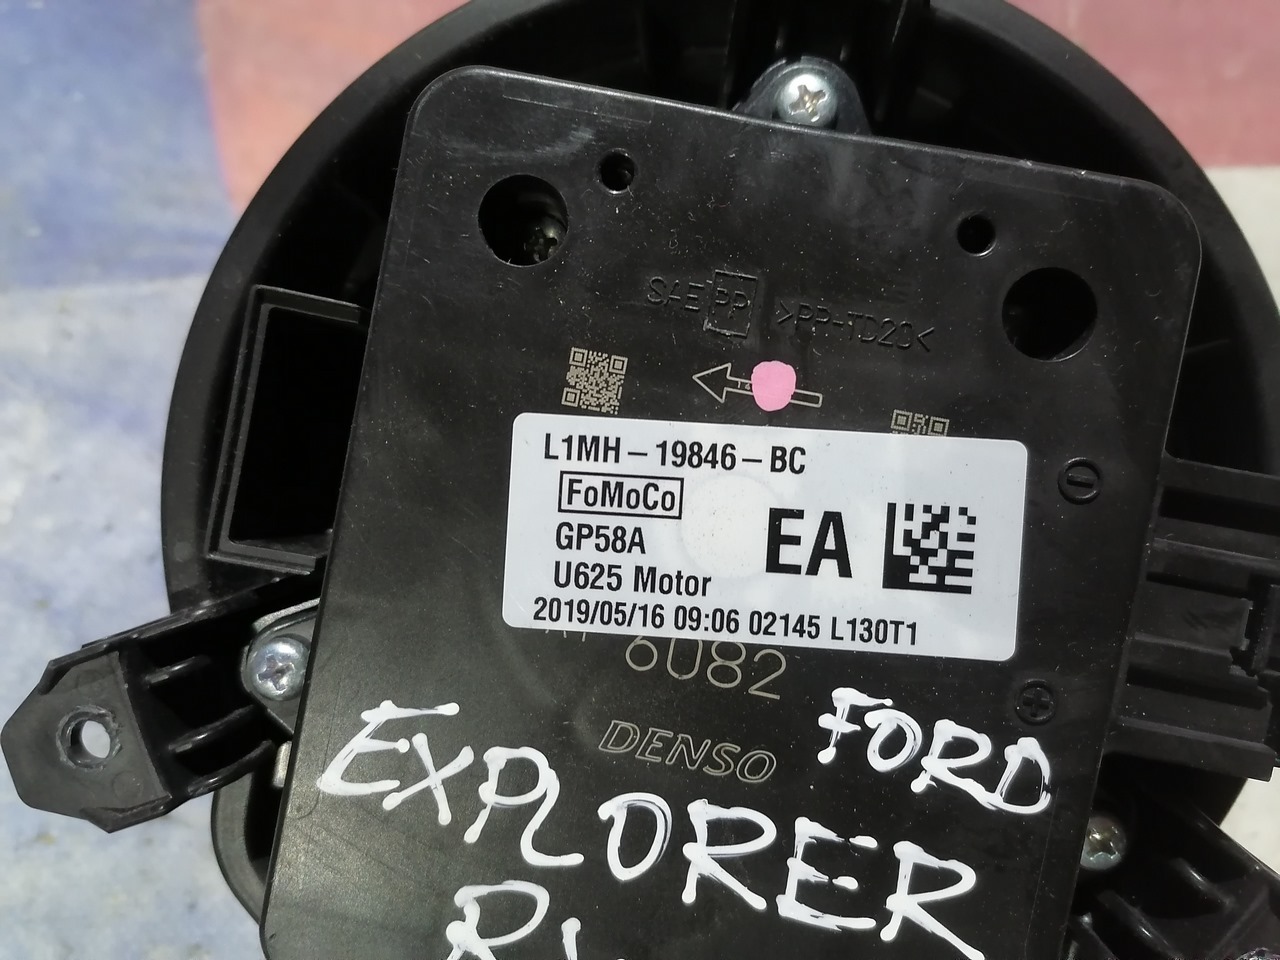 SAE PP >PP-TD20<
L1MH-19846-BC
FoMoCo
GP58A
EA
U625 Motor
2019/05/16 09:06 02145 L130T1
6082
DENSO
FORD
EXPLORER